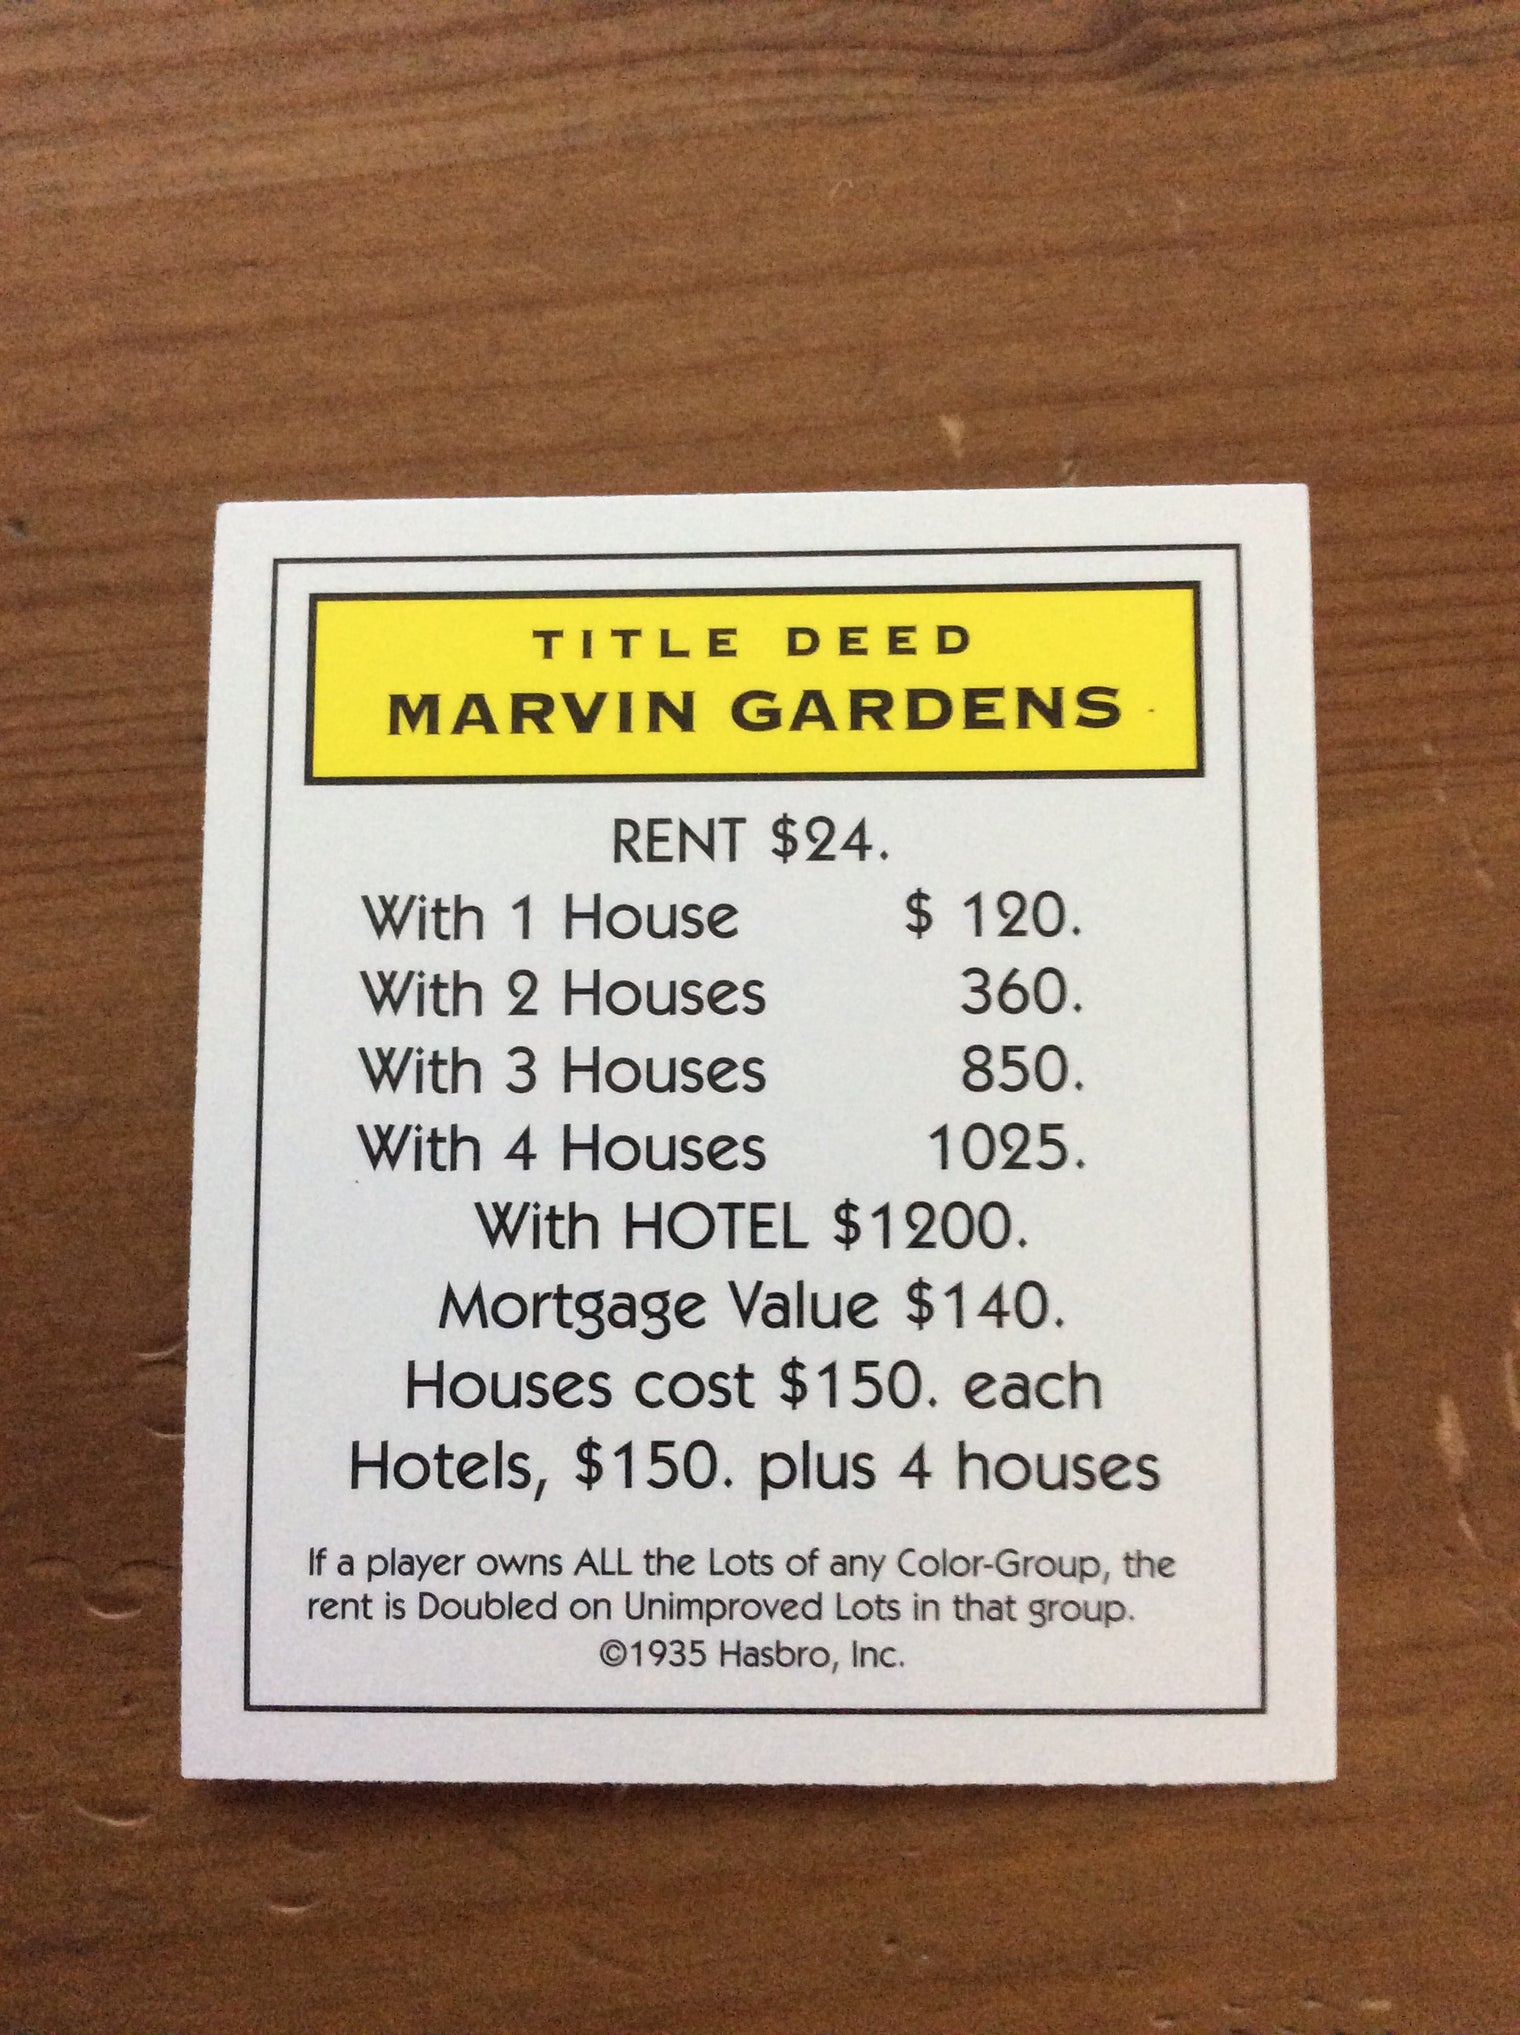 TITLE DEED
MARVIN GARDENS
RENT $24.
With 1 House $ 120.
With 2 Houses 360.
With 3 Houses 850.
With 4 Houses 1025.
With HOTEL $1200.
Mortgage Value $140.
Houses cost $150. each
Hotels, $150. plus 4 houses
If a player owns ALL the Lots of any Color-Group, the
rent is Doubled on Unimproved Lots in that group.
©1935 Hasbro, Inc.